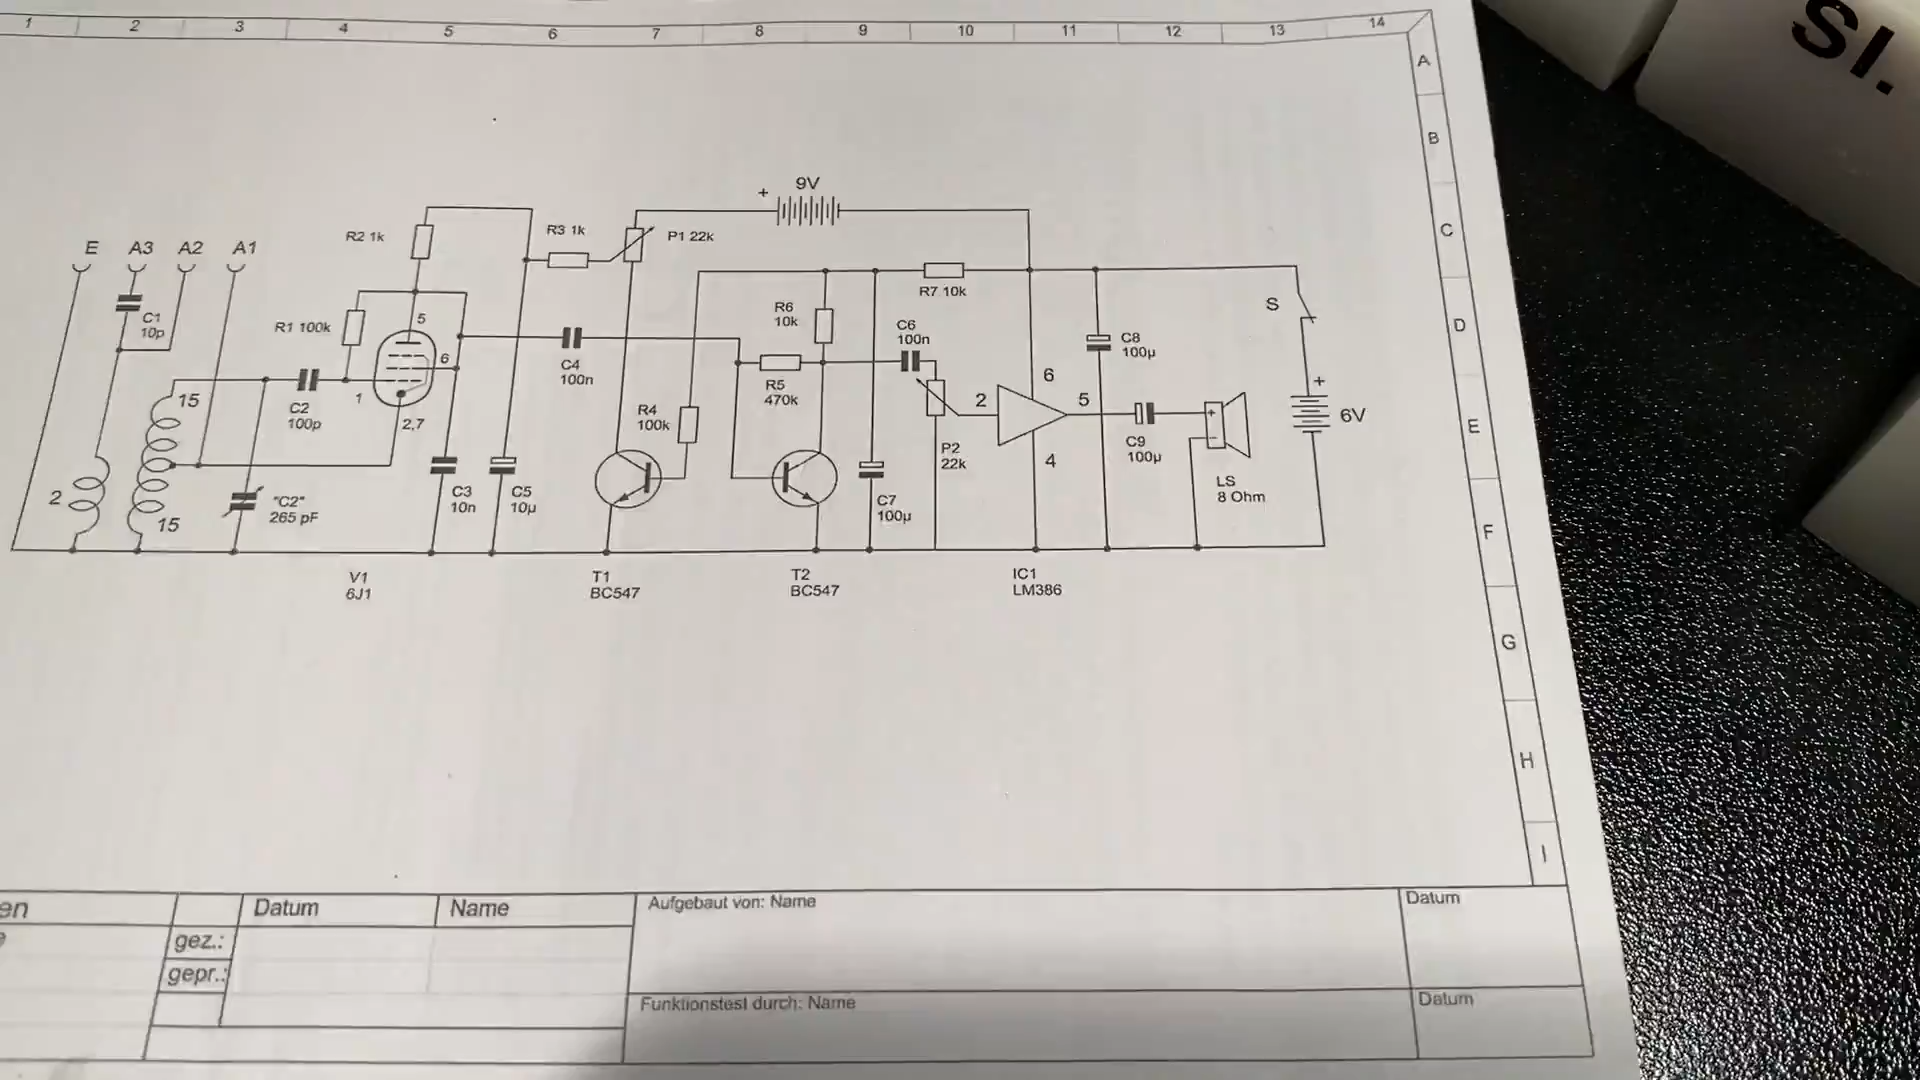 1 2 3 4 5 6 7 8 9 10 11 12 13 14
A
B
C
D
E
F
G
H
I
E A3 A2 A1
C1
10p
2
15
15
"C2"
265 pF
C2
100p
R1 100k
R2 1k
5
6
1
2,7
C3
10n
C5
10µ
R3 1k
P1 22k
+ 9V
C4
100n
R4
100k
R5
470k
R6
10k
R7 10k
C6
100n
C7
100µ
P2
22k
2
6
5
4
C8
100µ
C9
100µ
+
-
LS
8 Ohm
S
+
6V
V1
6J1
T1
BC547
T2
BC547
IC1
LM386
en
Datum Name
gez.:
gepr.:
Aufgebaut von: Name
Datum
Funktionstest durch: Name
Datum
SI.